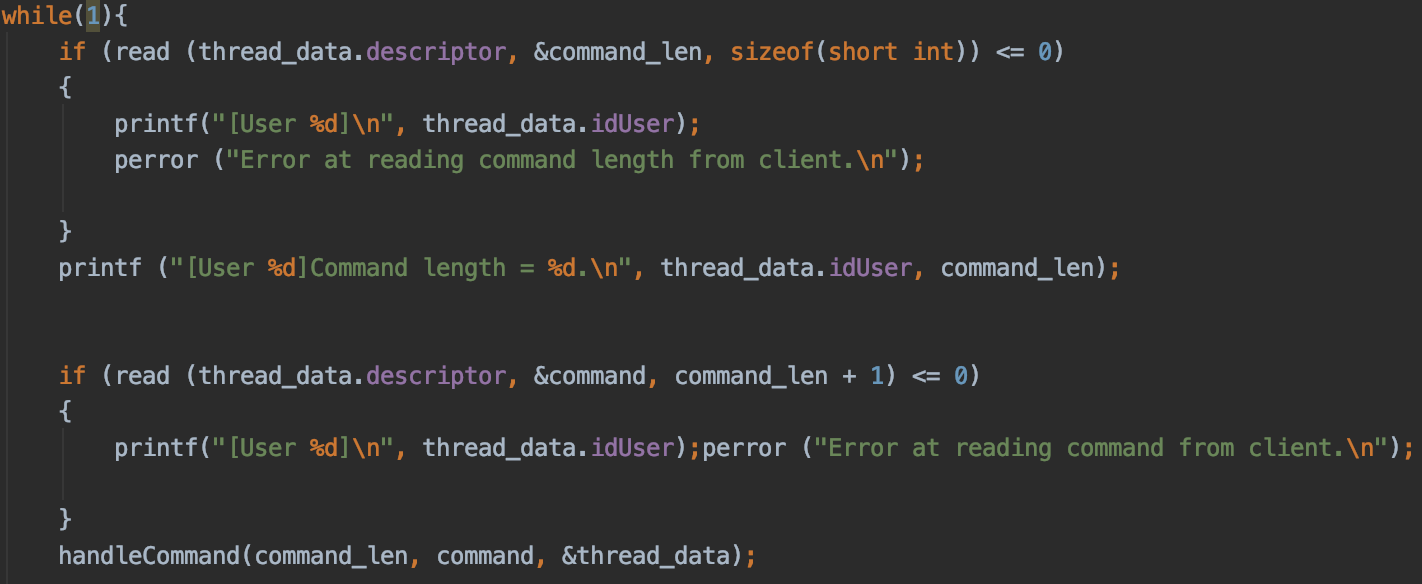 while(1){
    if (read (thread_data.descriptor, &command_len, sizeof(short int)) <= 0)
    {
        printf("[User %d]\n", thread_data.idUser);
        perror ("Error at reading command length from client.\n");
    }
    printf ("[User %d]Command length = %d.\n", thread_data.idUser, command_len);
    if (read (thread_data.descriptor, &command, command_len + 1) <= 0)
    {
        printf("[User %d]\n", thread_data.idUser);perror ("Error at reading command from client.\n");
    }
    handleCommand(command_len, command, &thread_data);